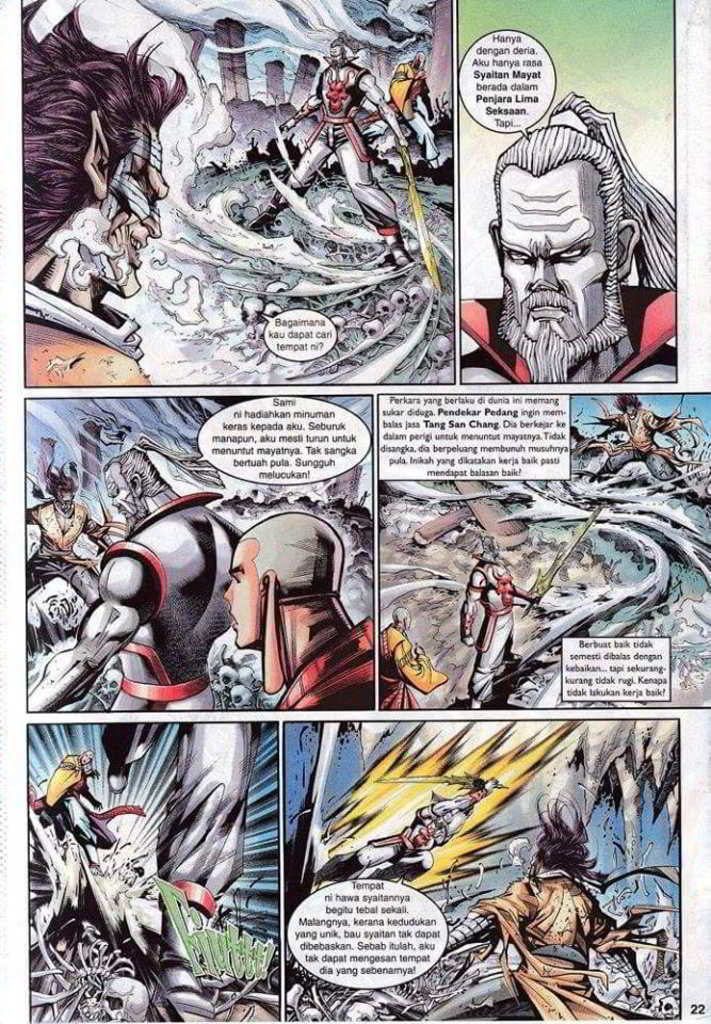 Bagaimana
kau dapat cari
tempat ni?
Hanya
dengan deria.
Aku hanya rasa
Syaitan Mayat
berada dalam
Penjara Lima
Seksaan.
Tapi...
Sami
ni hadiahkan minuman
keras kepada aku. Seburuk
manapun, aku mesti turun untuk
menuntut mayatnya. Tak sangka
bertuah pula. Sungguh
melucukan!
Perkara yang berlaku di dunia ini memang
sukar diduga. Pendekar Pedang ingin mem-
balas jasa Tang San Chang. Dia berkejar ke
dalam perigi untuk menuntut mayatnya. Tidak
disangka, dia berpeluang membunuh musuhnya
pula. Inikah yang dikatakan kerja baik pasti
mendapat balasan baik?
Berbuat baik tidak
semesti dibalas dengan
kebaikan... tapi sekurang-
kurang tidak rugi. Kenapa
tidak lakukan kerja baik?
Tempat
ni hawa syaitannya
begitu tebal sekali.
Malangnya, kerana kedudukan
yang unik, bau syaitan tak dapat
dibebaskan. Sebab itulah, aku
tak dapat mengesan tempat
dia yang sebenarnya!
22